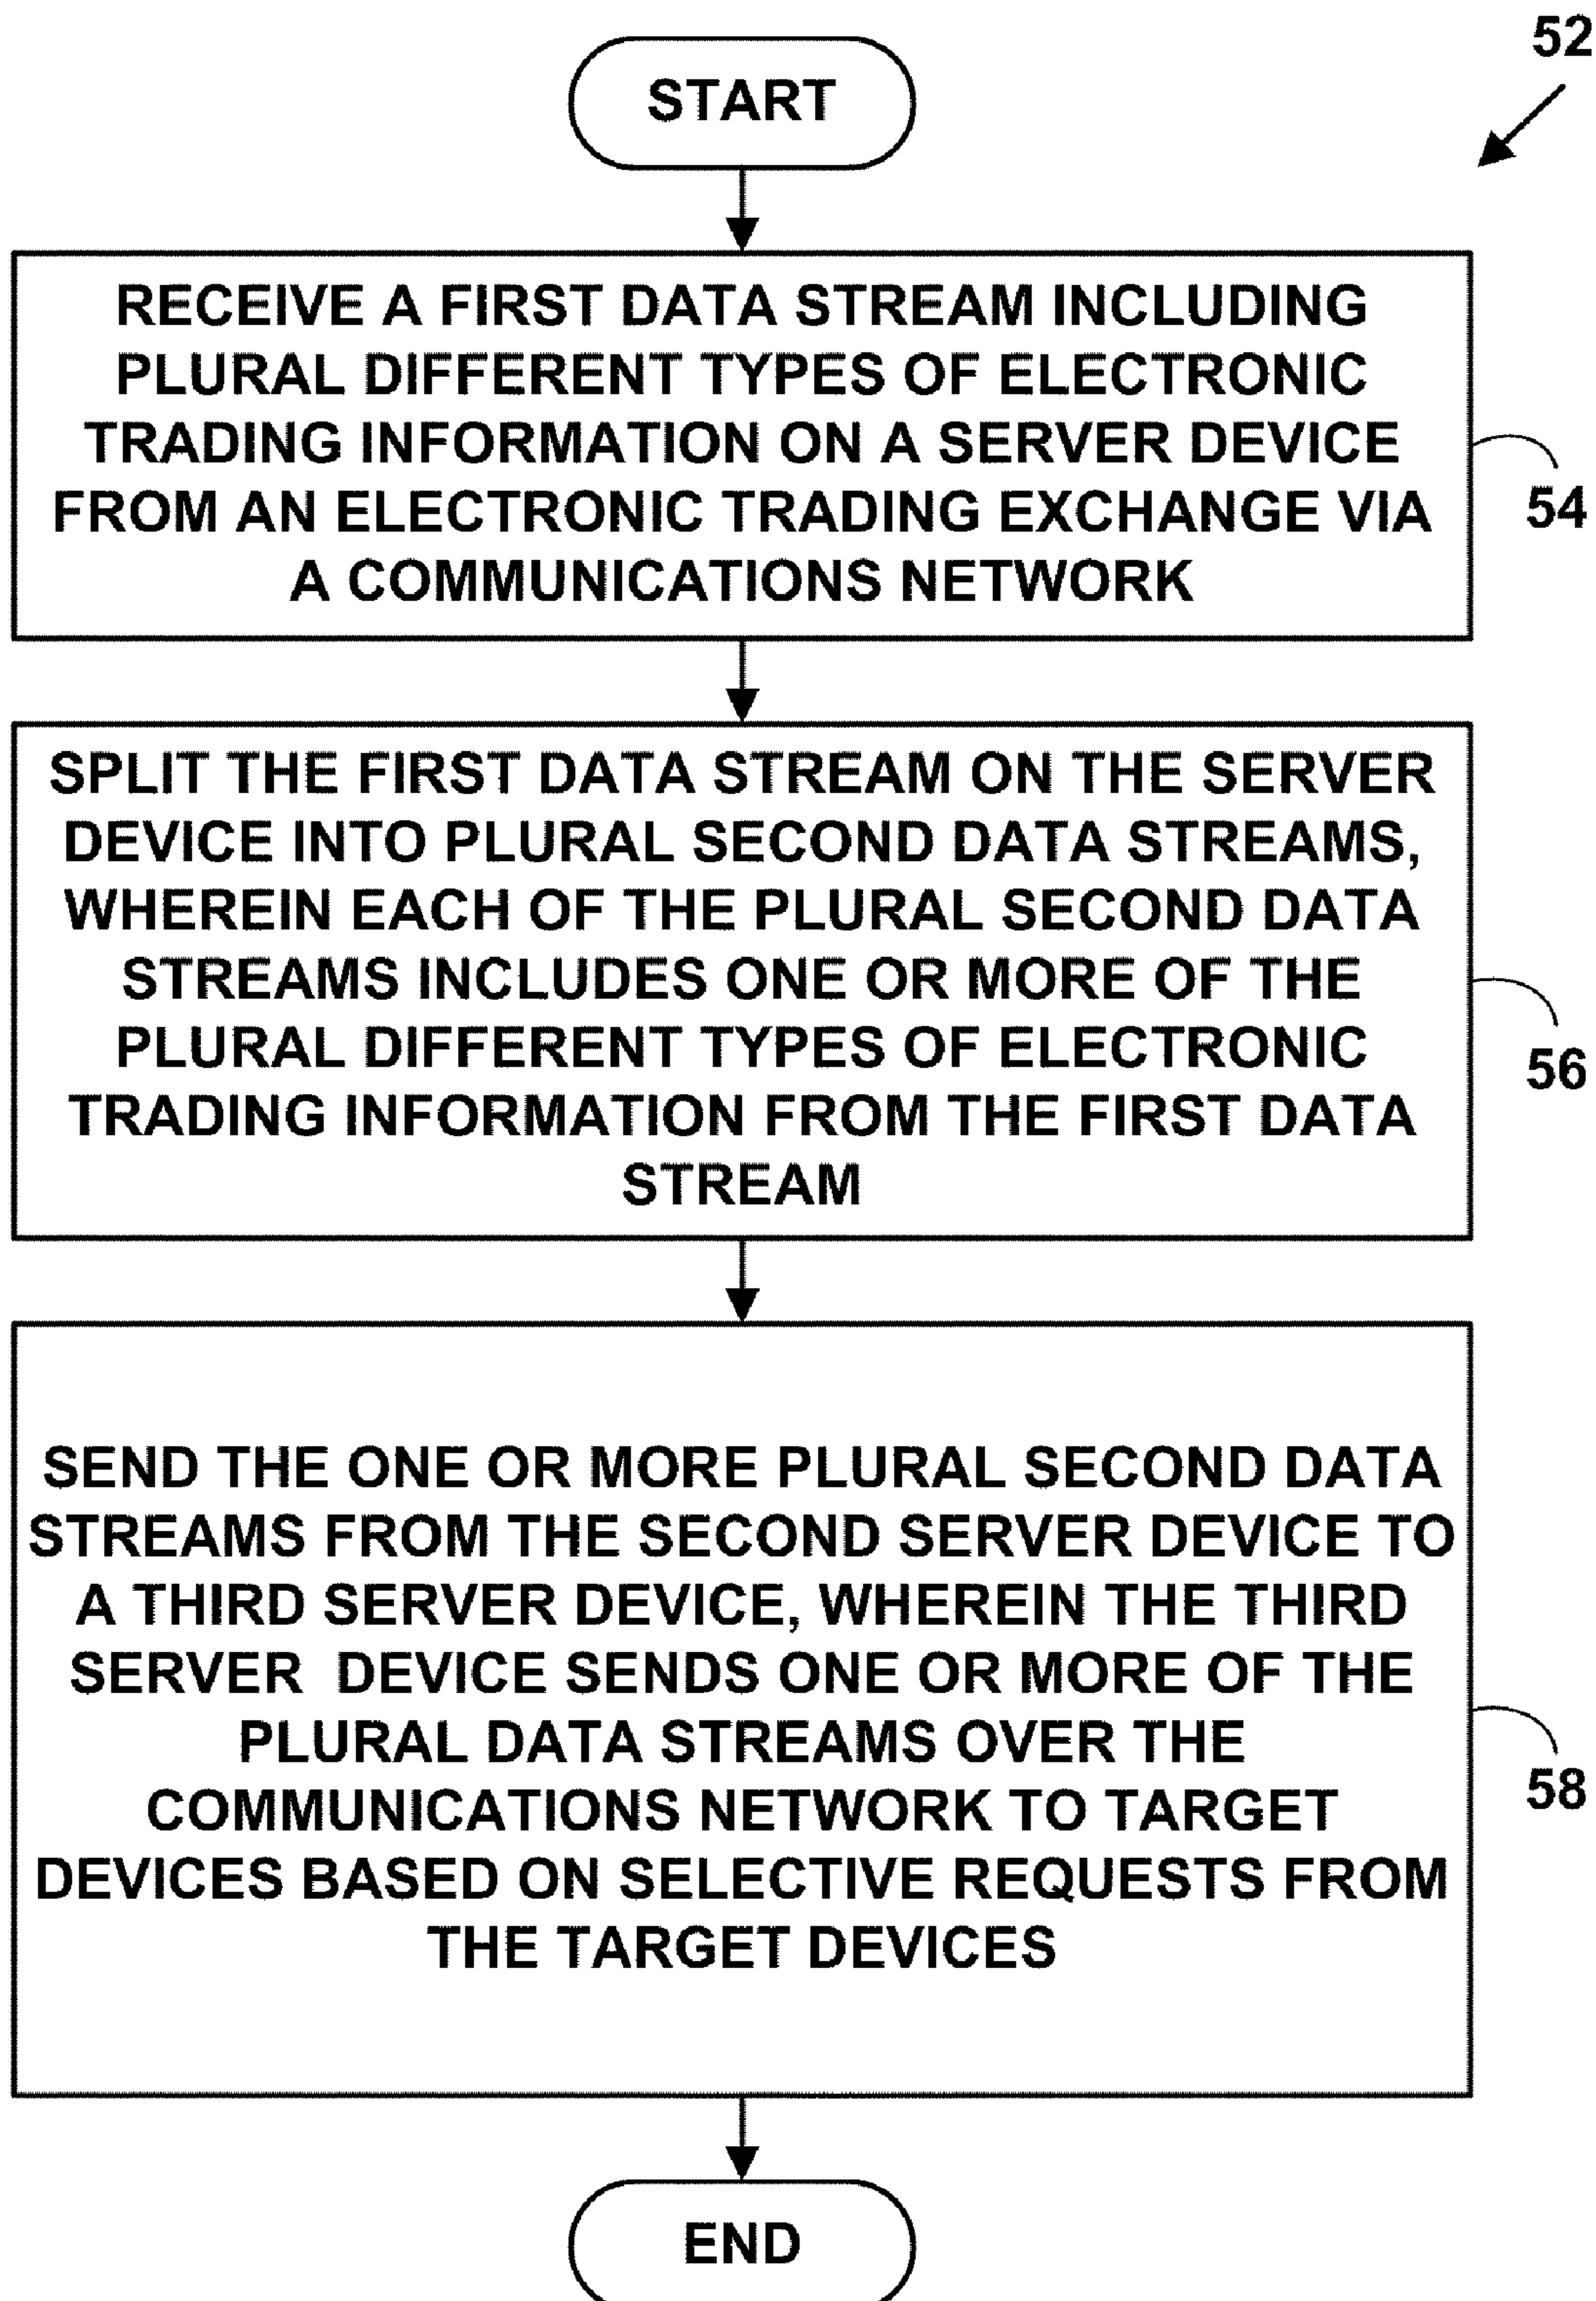 52
START
RECEIVE A FIRST DATA STREAM INCLUDING
PLURAL DIFFERENT TYPES OF ELECTRONIC
TRADING INFORMATION ON A SERVER DEVICE
FROM AN ELECTRONIC TRADING EXCHANGE VIA
A COMMUNICATIONS NETWORK
54
SPLIT THE FIRST DATA STREAM ON THE SERVER
DEVICE INTO PLURAL SECOND DATA STREAMS,
WHEREIN EACH OF THE PLURAL SECOND DATA
STREAMS INCLUDES ONE OR MORE OF THE
PLURAL DIFFERENT TYPES OF ELECTRONIC
TRADING INFORMATION FROM THE FIRST DATA
STREAM
56
SEND THE ONE OR MORE PLURAL SECOND DATA
STREAMS FROM THE SECOND SERVER DEVICE TO
A THIRD SERVER DEVICE, WHEREIN THE THIRD
SERVER DEVICE SENDS ONE OR MORE OF THE
PLURAL DATA STREAMS OVER THE
COMMUNICATIONS NETWORK TO TARGET
DEVICES BASED ON SELECTIVE REQUESTS FROM
THE TARGET DEVICES
58
END